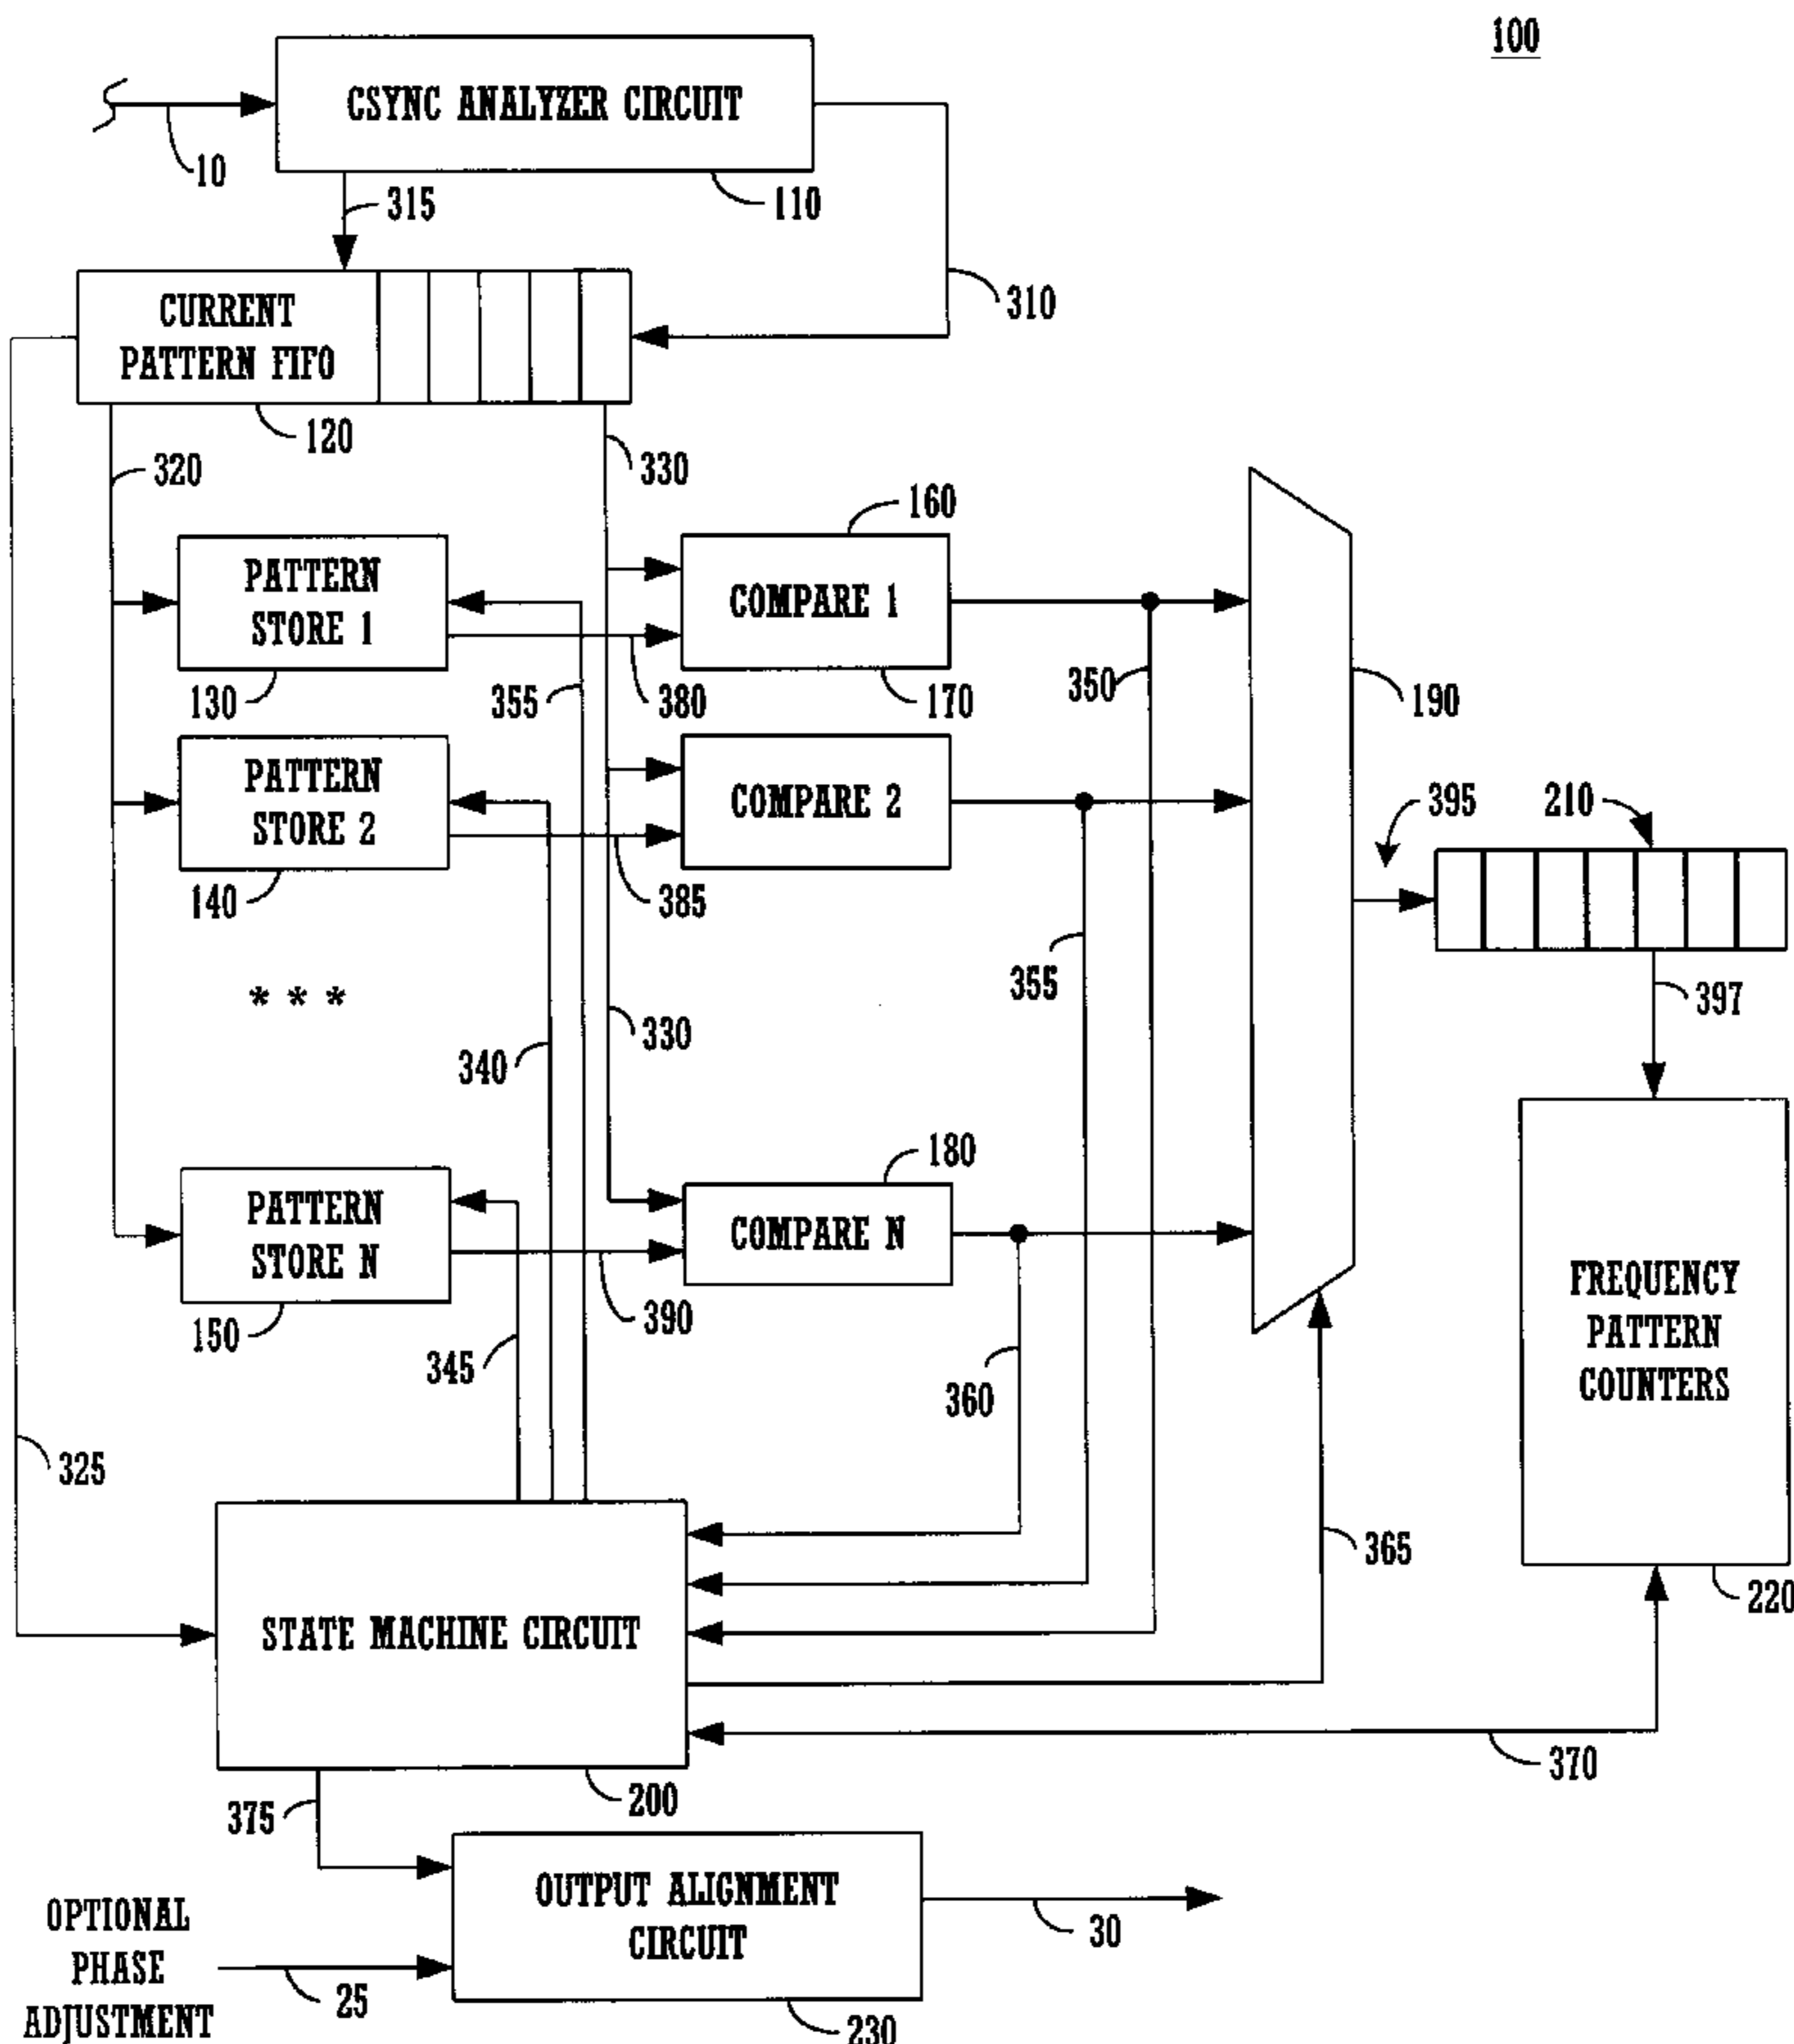 100
CSYNC ANALYZER CIRCUIT
10
315
110
310
CURRENT
PATTERN FIFO
120
320
330
160
PATTERN
STORE 1
COMPARE 1
130
355
380
170
350
190
PATTERN
STORE 2
COMPARE 2
395
210
140
385
355
397
* * *
340
330
180
PATTERN
STORE N
COMPARE N
150
345
390
360
FREQUENCY
PATTERN
COUNTERS
325
365
220
STATE MACHINE CIRCUIT
370
375
200
OUTPUT ALIGNMENT
CIRCUIT
30
OPTIONAL
PHASE
ADJUSTMENT
25
230